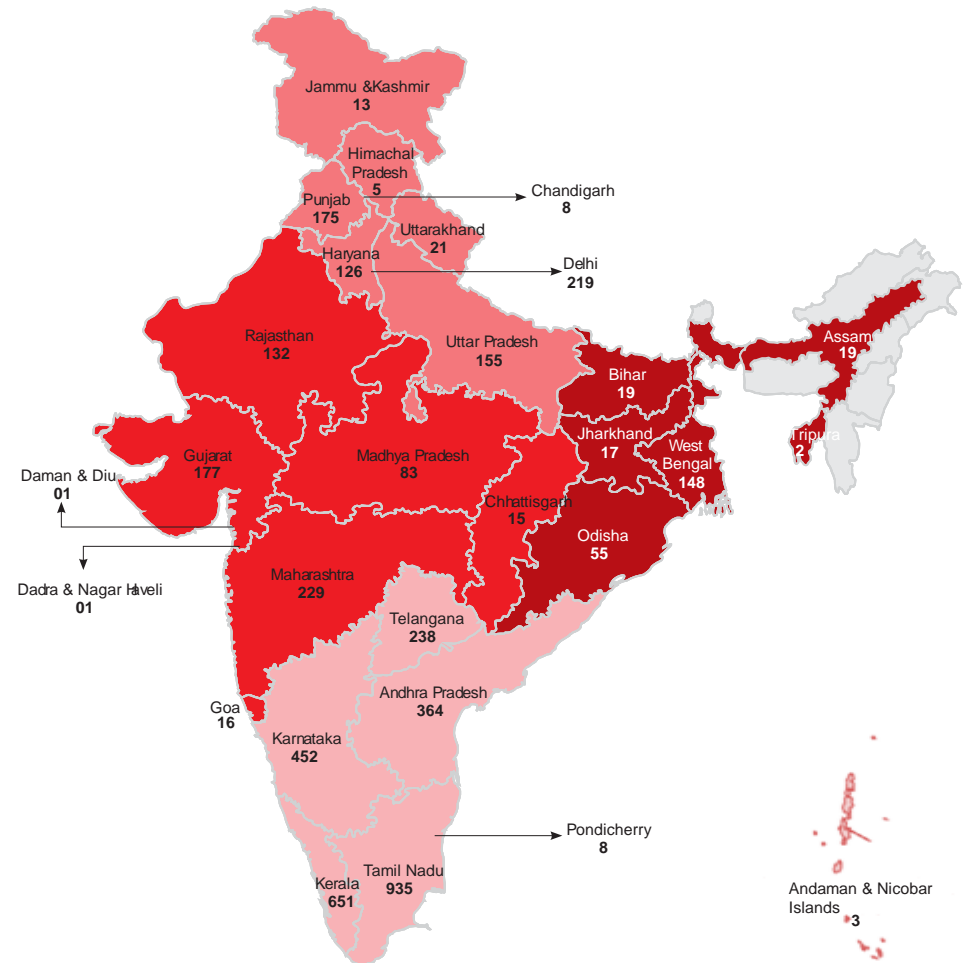 Jammu &Kashmir
13
Himachal
Pradesh
5
Chandigarh
8
Punjab
175
Uttarakhand
21
Haryana
126
Delhi
219
Rajasthan
132
Uttar Pradesh
155
Assam
19
Bihar
19
Jharkhand
17
West
Bengal
148
Tripura
2
Gujarat
177
Madhya Pradesh
83
Daman & Diu
01
Chhattisgarh
15
Odisha
55
Dadra & Nagar Haveli
01
Maharashtra
229
Telangana
238
Andhra Pradesh
364
Goa
16
Karnataka
452
Pondicherry
8
Kerala
651
Tamil Nadu
935
Andaman & Nicobar
Islands
3